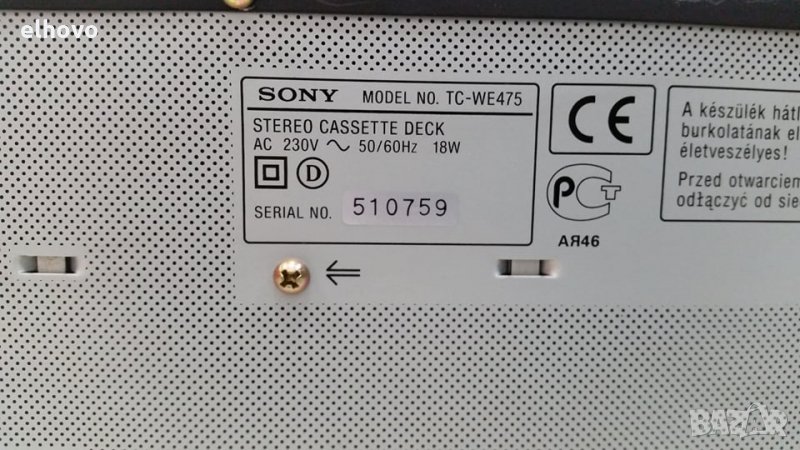 elhovo
SONY MODEL NO. TC-WE475
STEREO CASSETTE DECK
AC 230V ∼ 50/60Hz 18W
D
SERIAL NO. 510759
CE
РСТ
АЯ46
A készülék hátl
burkolatának el
életveszélyes!
Przed otwarciem
odłączyć od sie
BAZAR